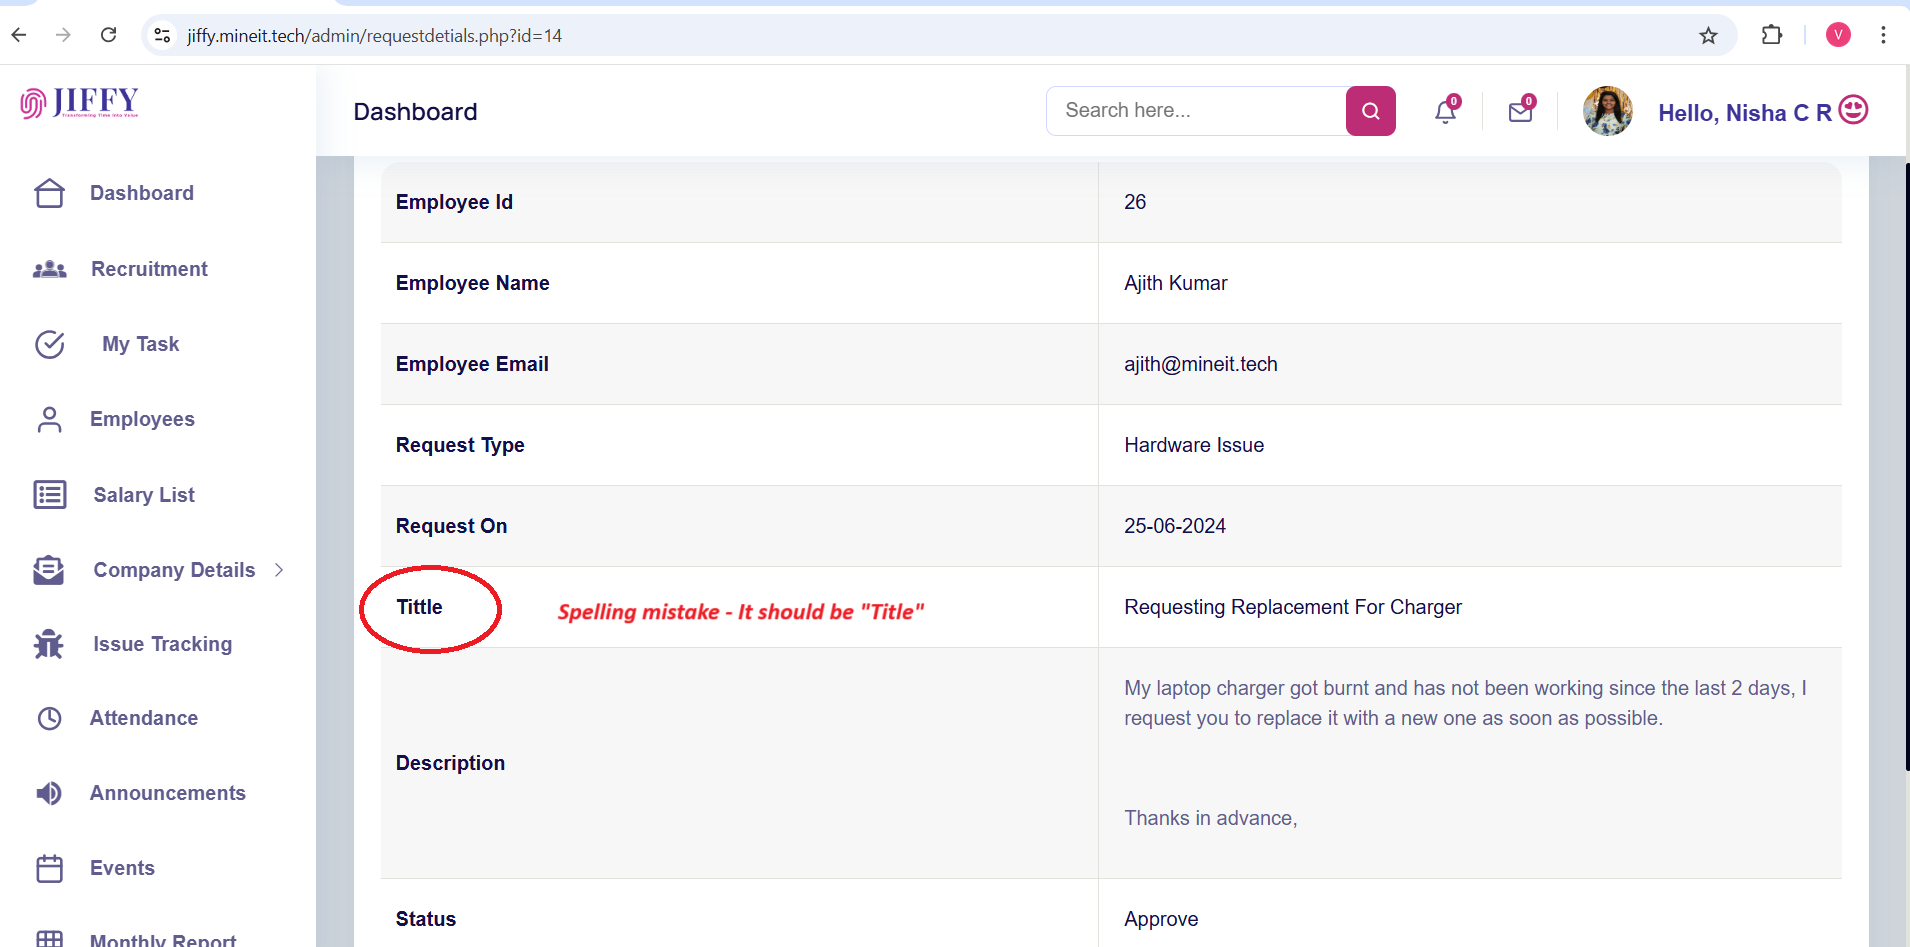 jiffy.mineit.tech/admin/requestdetials.php?id=14
V
JIFFY
Transforming Time Into Value
Dashboard
Search here...
0
0
Hello, Nisha C R
Dashboard
Recruitment
My Task
Employees
Salary List
Company Details
Issue Tracking
Attendance
Announcements
Events
Monthly Report
Employee Id
26
Employee Name
Ajith Kumar
Employee Email
ajith@mineit.tech
Request Type
Hardware Issue
Request On
25-06-2024
Tittle
Spelling mistake - It should be "Title"
Requesting Replacement For Charger
Description
My laptop charger got burnt and has not been working since the last 2 days, I
request you to replace it with a new one as soon as possible.
Thanks in advance,
Status
Approve